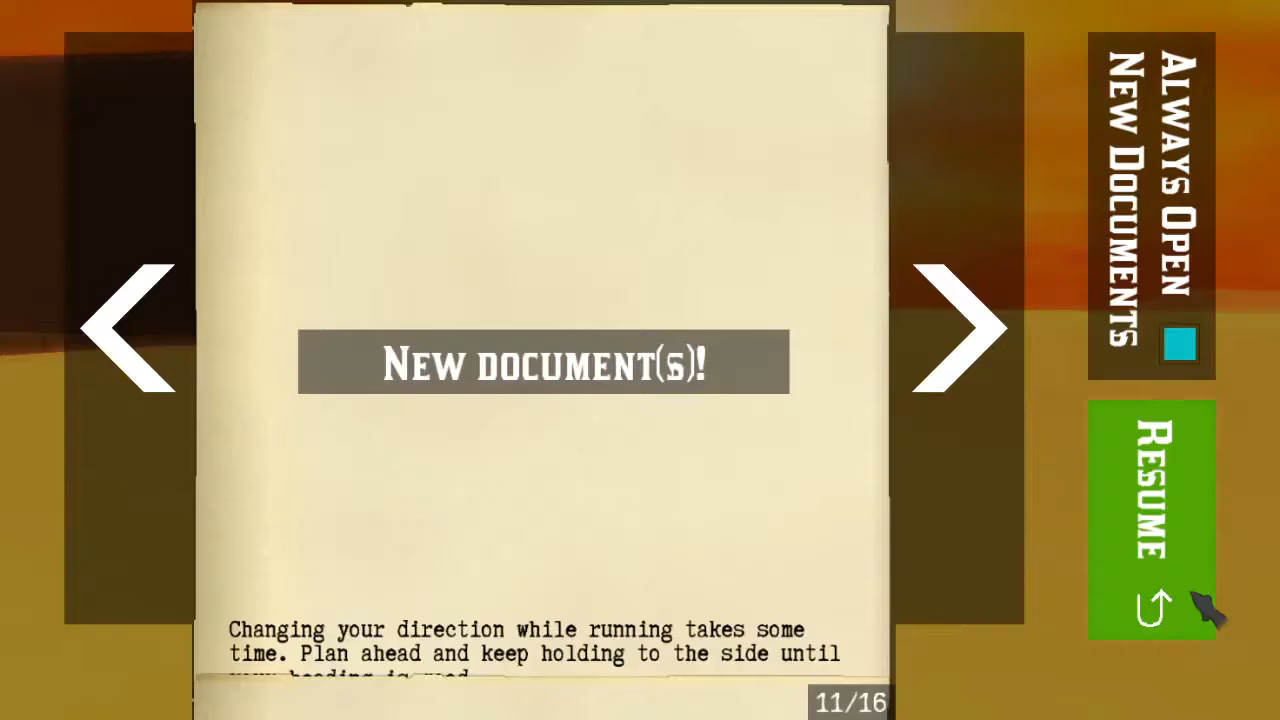 New document(s)!
Changing your direction while running takes some
time. Plan ahead and keep holding to the side until
11/16
Always Open
New Documents
Resume